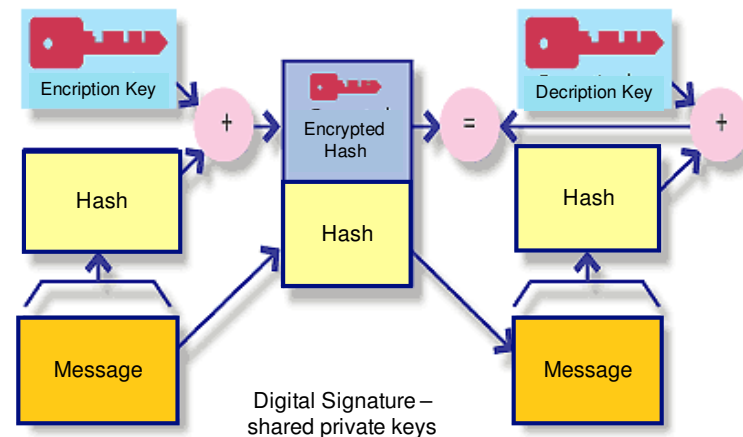 Encription Key
+
Hash
Message
Encrypted
Hash
Hash
=
Decription Key
+
Hash
Message
Digital Signature –
shared private keys